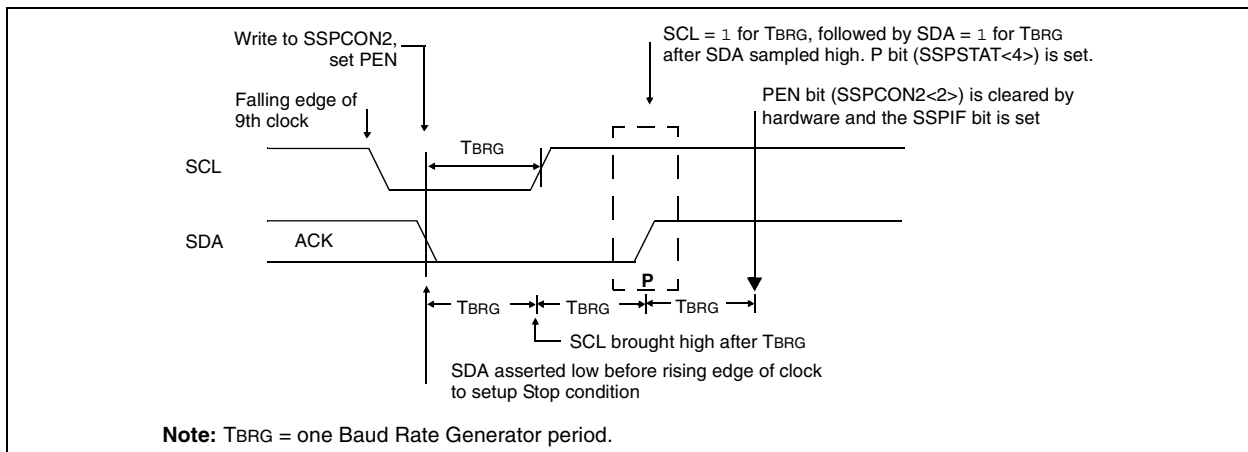 Write to SSPCON2,
set PEN
SCL = 1 for TBRG, followed by SDA = 1 for TBRG
after SDA sampled high. P bit (SSPSTAT<4>) is set.
Falling edge of
9th clock
PEN bit (SSPCON2<2>) is cleared by
hardware and the SSPIF bit is set
TBRG
SCL
SDA
ACK
P
TBRG
TBRG
TBRG
SCL brought high after TBRG
SDA asserted low before rising edge of clock
to setup Stop condition
Note: TBRG = one Baud Rate Generator period.